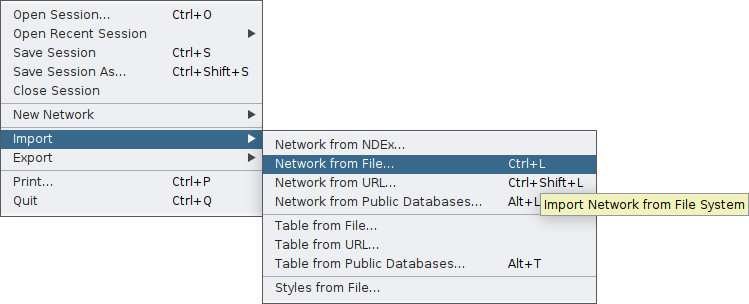 Open Session... Ctrl+O
Open Recent Session
Save Session Ctrl+S
Save Session As... Ctrl+Shift+S
Close Session
New Network
Import
Export
Print... Ctrl+P
Quit Ctrl+Q
Network from NDEx...
Network from File... Ctrl+L
Network from URL... Ctrl+Shift+L
Network from Public Databases... Alt+L
Import Network from File System
Table from File...
Table from URL...
Table from Public Databases... Alt+T
Styles from File...